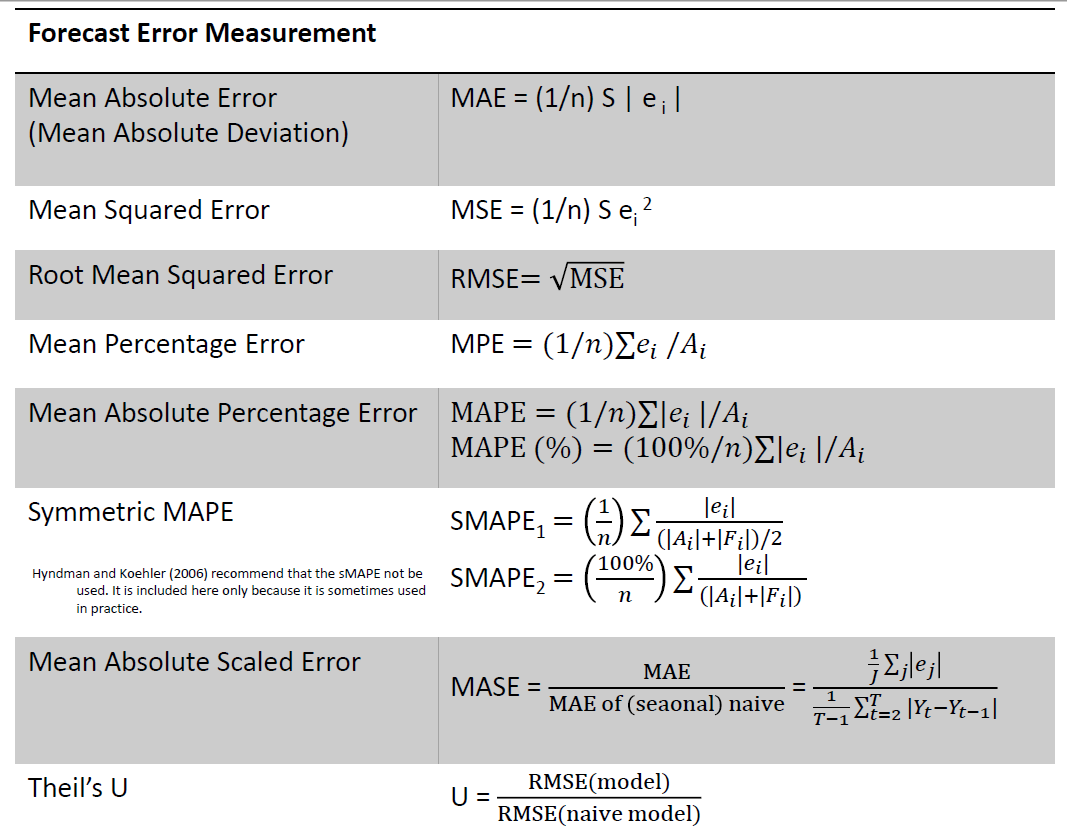 Forecast Error Measurement
Mean Absolute Error
(Mean Absolute Deviation)
MAE = (1/n) S | e i |
Mean Squared Error
MSE = (1/n) S ei 2
Root Mean Squared Error
RMSE= √MSE
Mean Percentage Error
MPE = (1/n)∑ei /Ai
Mean Absolute Percentage Error
MAPE = (1/n)∑|ei |/Ai
MAPE (%) = (100%/n)∑|ei |/Ai
Symmetric MAPE
SMAPE1 = (1/n) ∑ |ei|/(|Ai|+|Fi|)/2
Hyndman and Koehler (2006) recommend that the sMAPE not be
used. It is included here only because it is sometimes used
in practice.
SMAPE2 = (100%/n) ∑ |ei|/(|Ai|+|Fi|)
Mean Absolute Scaled Error
MASE = MAE/MAE of (seaonal) naive = 1/J ∑j|ej| / 1/T−1 ∑Tt=2 |Yt−Yt−1|
Theil’s U
U = RMSE(model)/RMSE(naive model)